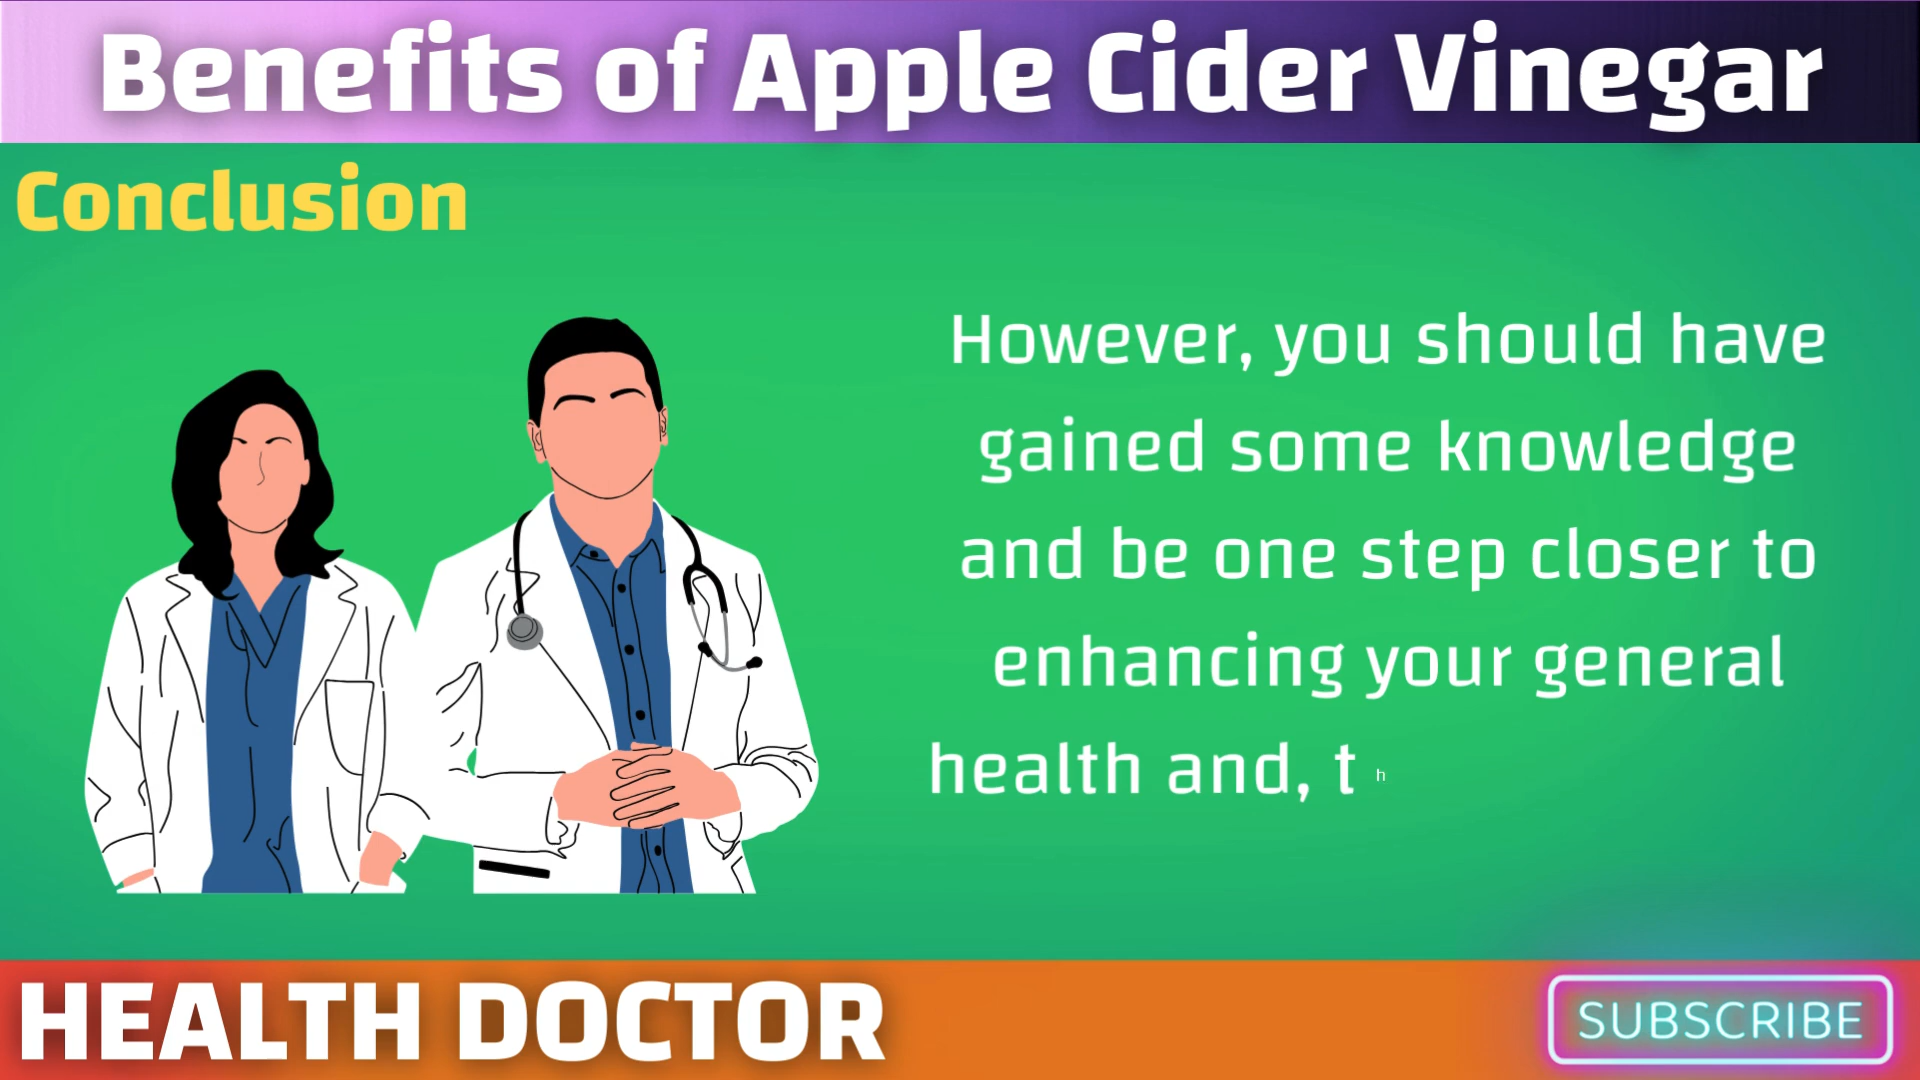 Benefits of Apple Cider Vinegar
Conclusion
However, you should have
gained some knowledge
and be one step closer to
enhancing your general
health and, t h
HEALTH DOCTOR
SUBSCRIBE